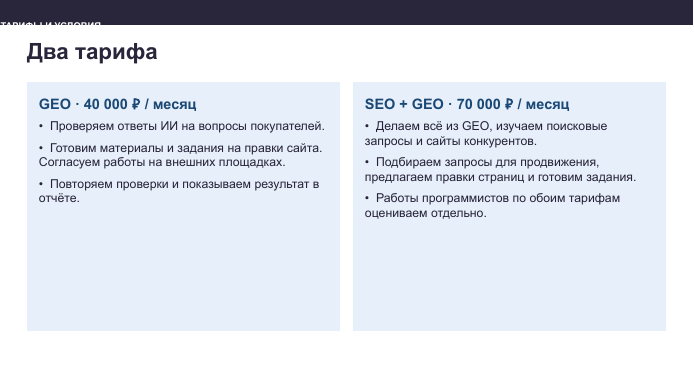 ТАРИФЫ И УСЛОВИЯ
Два тарифа
GEO · 40 000 ₽ / месяц
• Проверяем ответы ИИ на вопросы покупателей.
• Готовим материалы и задания на правки сайта.
Согласуем работы на внешних площадках.
• Повторяем проверки и показываем результат в
отчёте.
SEO + GEO · 70 000 ₽ / месяц
• Делаем всё из GEO, изучаем поисковые
запросы и сайты конкурентов.
• Подбираем запросы для продвижения,
предлагаем правки страниц и готовим задания.
• Работы программистов по обоим тарифам
оцениваем отдельно.